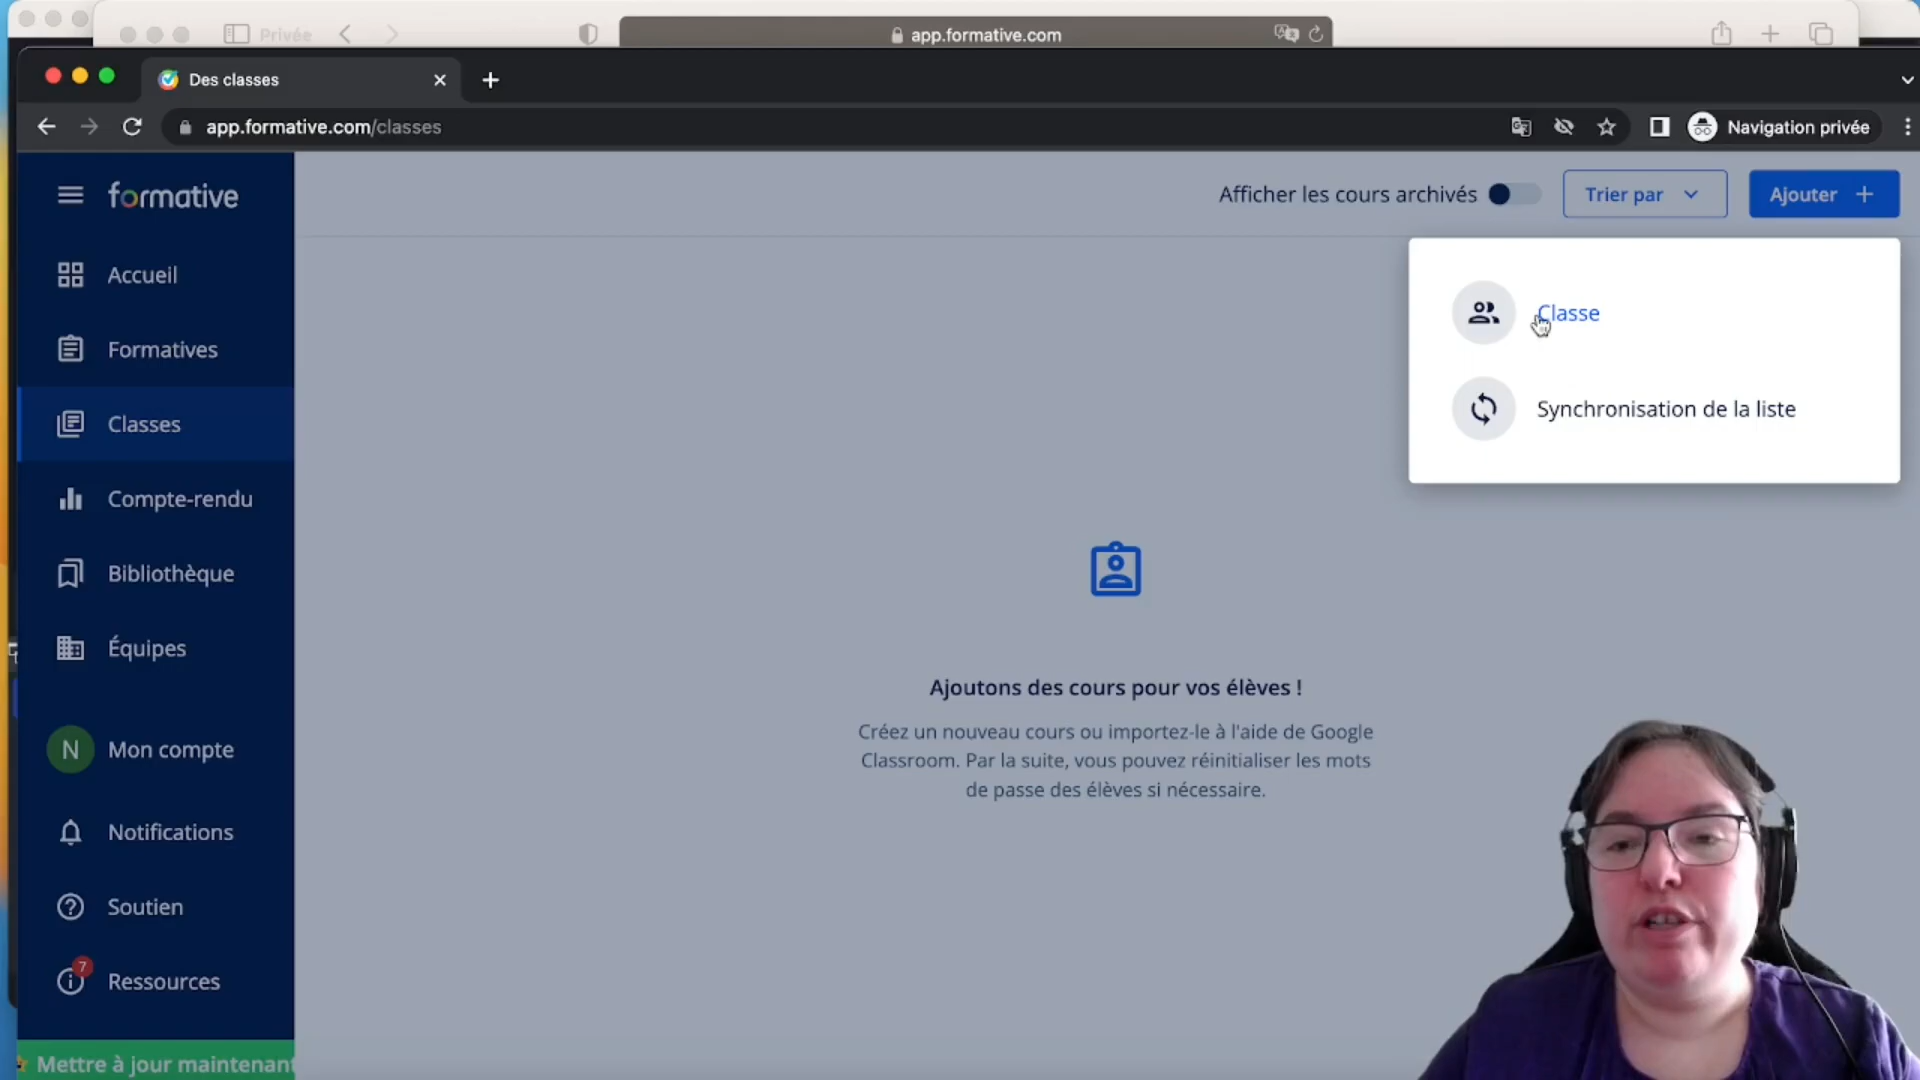 Privée
app.formative.com
Des classes
app.formative.com/classes
Navigation privée
formative
Afficher les cours archivés
Trier par
Ajouter +
Accueil
Classe
Formatives
Synchronisation de la liste
Classes
Compte-rendu
Bibliothèque
Équipes
Ajoutons des cours pour vos élèves !
Créez un nouveau cours ou importez-le à l'aide de Google
Classroom. Par la suite, vous pouvez réinitialiser les mots
de passe des élèves si nécessaire.
N Mon compte
Notifications
Soutien
7
Ressources
Mettre à jour maintenant